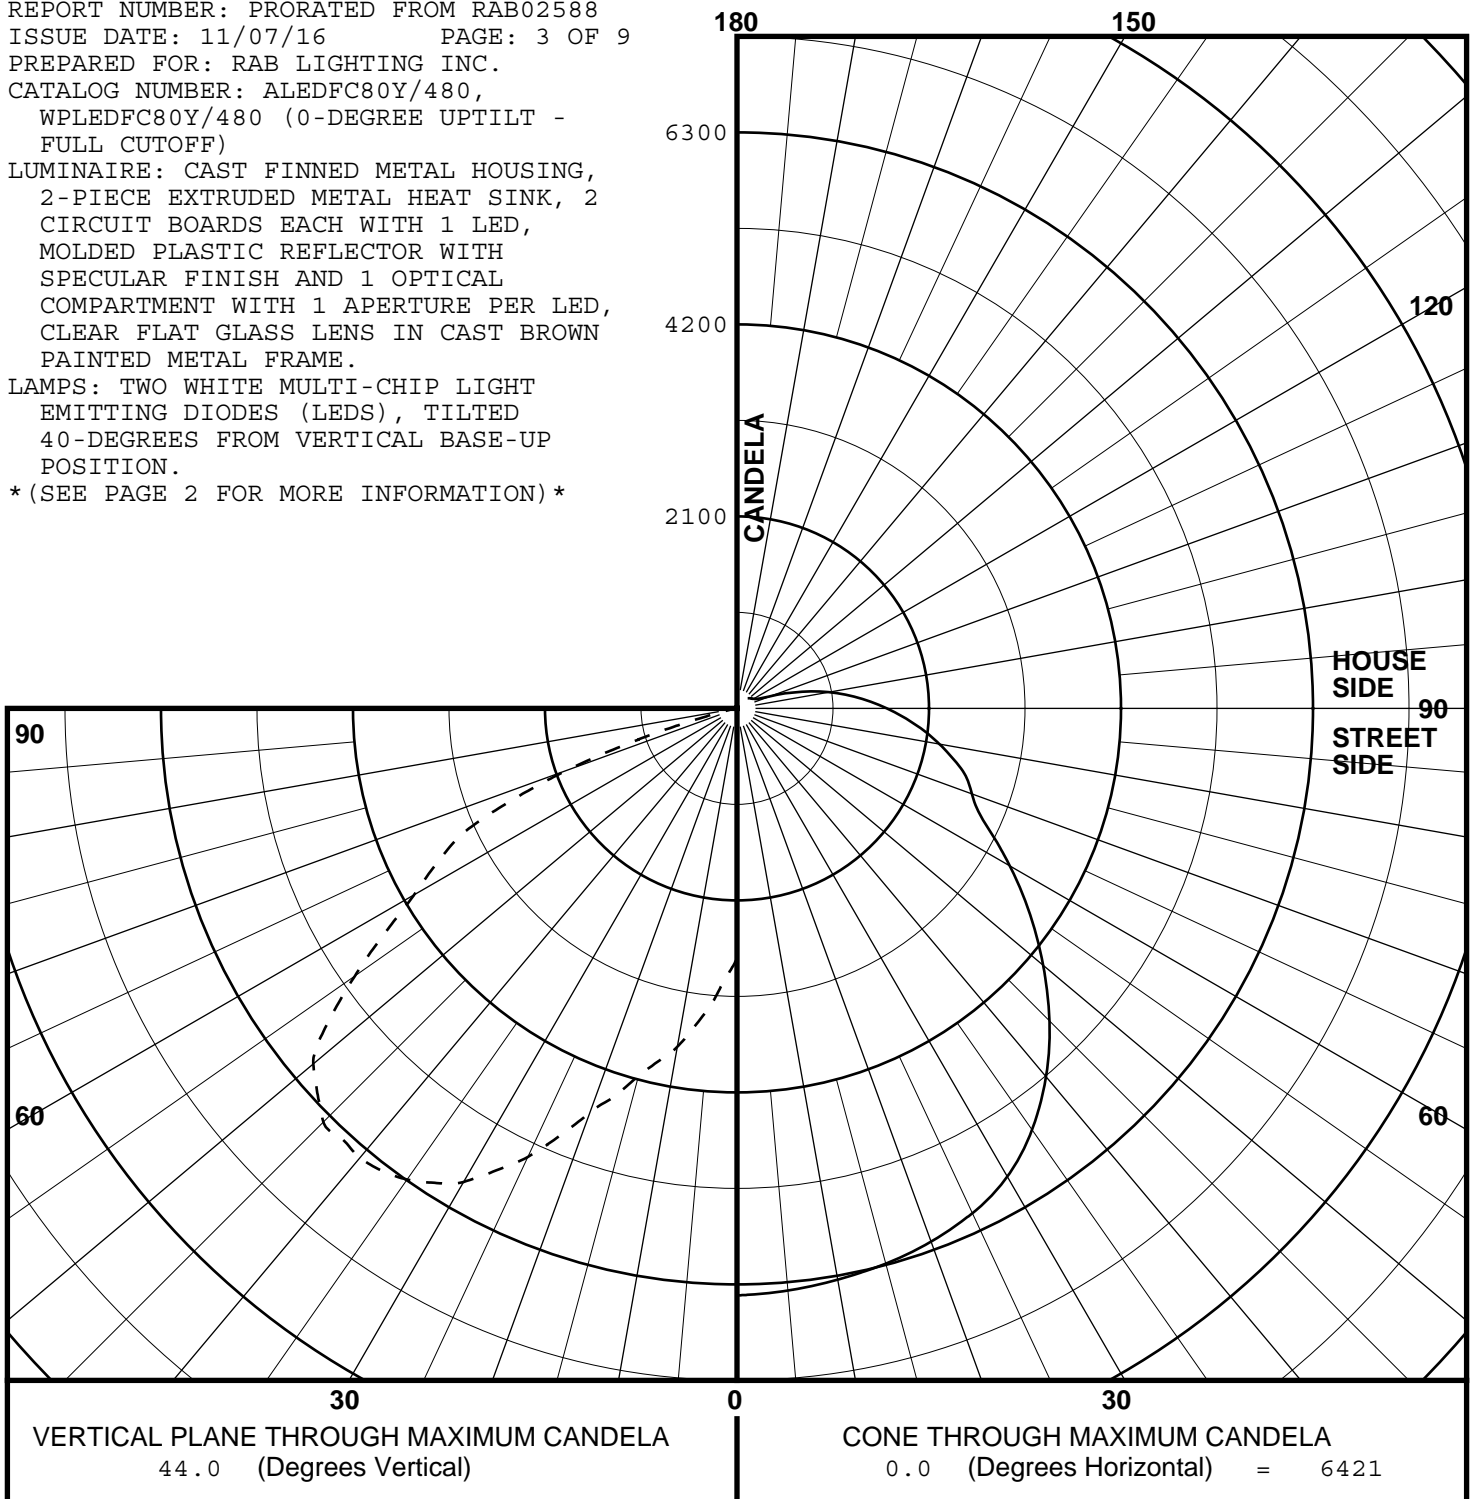 REPORT NUMBER: PRORATED FROM RAB02588
ISSUE DATE: 11/07/16 PAGE: 3 OF 9
PREPARED FOR: RAB LIGHTING INC.
CATALOG NUMBER: ALEDFC80Y/480,
WPLEDFC80Y/480 (0-DEGREE UPTILT -
FULL CUTOFF)
LUMINAIRE: CAST FINNED METAL HOUSING,
2-PIECE EXTRUDED METAL HEAT SINK, 2
CIRCUIT BOARDS EACH WITH 1 LED,
MOLDED PLASTIC REFLECTOR WITH
SPECULAR FINISH AND 1 OPTICAL
COMPARTMENT WITH 1 APERTURE PER LED,
CLEAR FLAT GLASS LENS IN CAST BROWN
PAINTED METAL FRAME.
LAMPS: TWO WHITE MULTI-CHIP LIGHT
EMITTING DIODES (LEDS), TILTED
40-DEGREES FROM VERTICAL BASE-UP
POSITION.
*(SEE PAGE 2 FOR MORE INFORMATION)*
180 150
6300
120
4200
CANDELA
2100
HOUSE
SIDE
90 90
STREET
SIDE
60 60
30 0 30
VERTICAL PLANE THROUGH MAXIMUM CANDELA
44.0 (Degrees Vertical)
CONE THROUGH MAXIMUM CANDELA
0.0 (Degrees Horizontal) = 6421